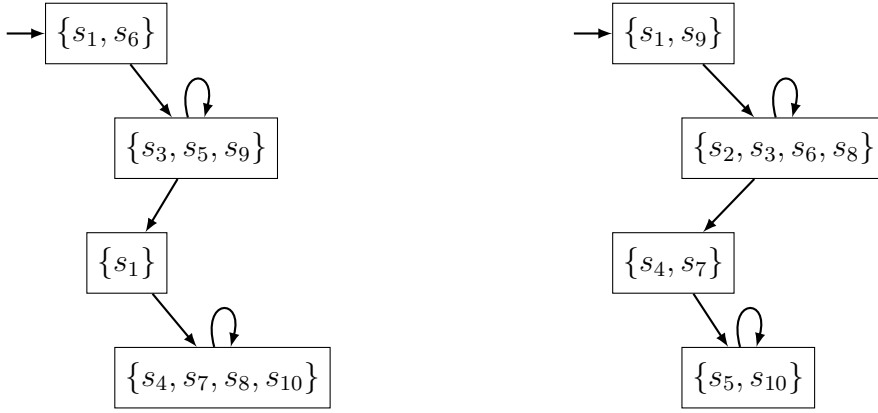 {s₁, s₆}
{s₃, s₅, s₉}
{s₁}
{s₄, s₇, s₈, s₁₀}
{s₁, s₉}
{s₂, s₃, s₆, s₈}
{s₄, s₇}
{s₅, s₁₀}